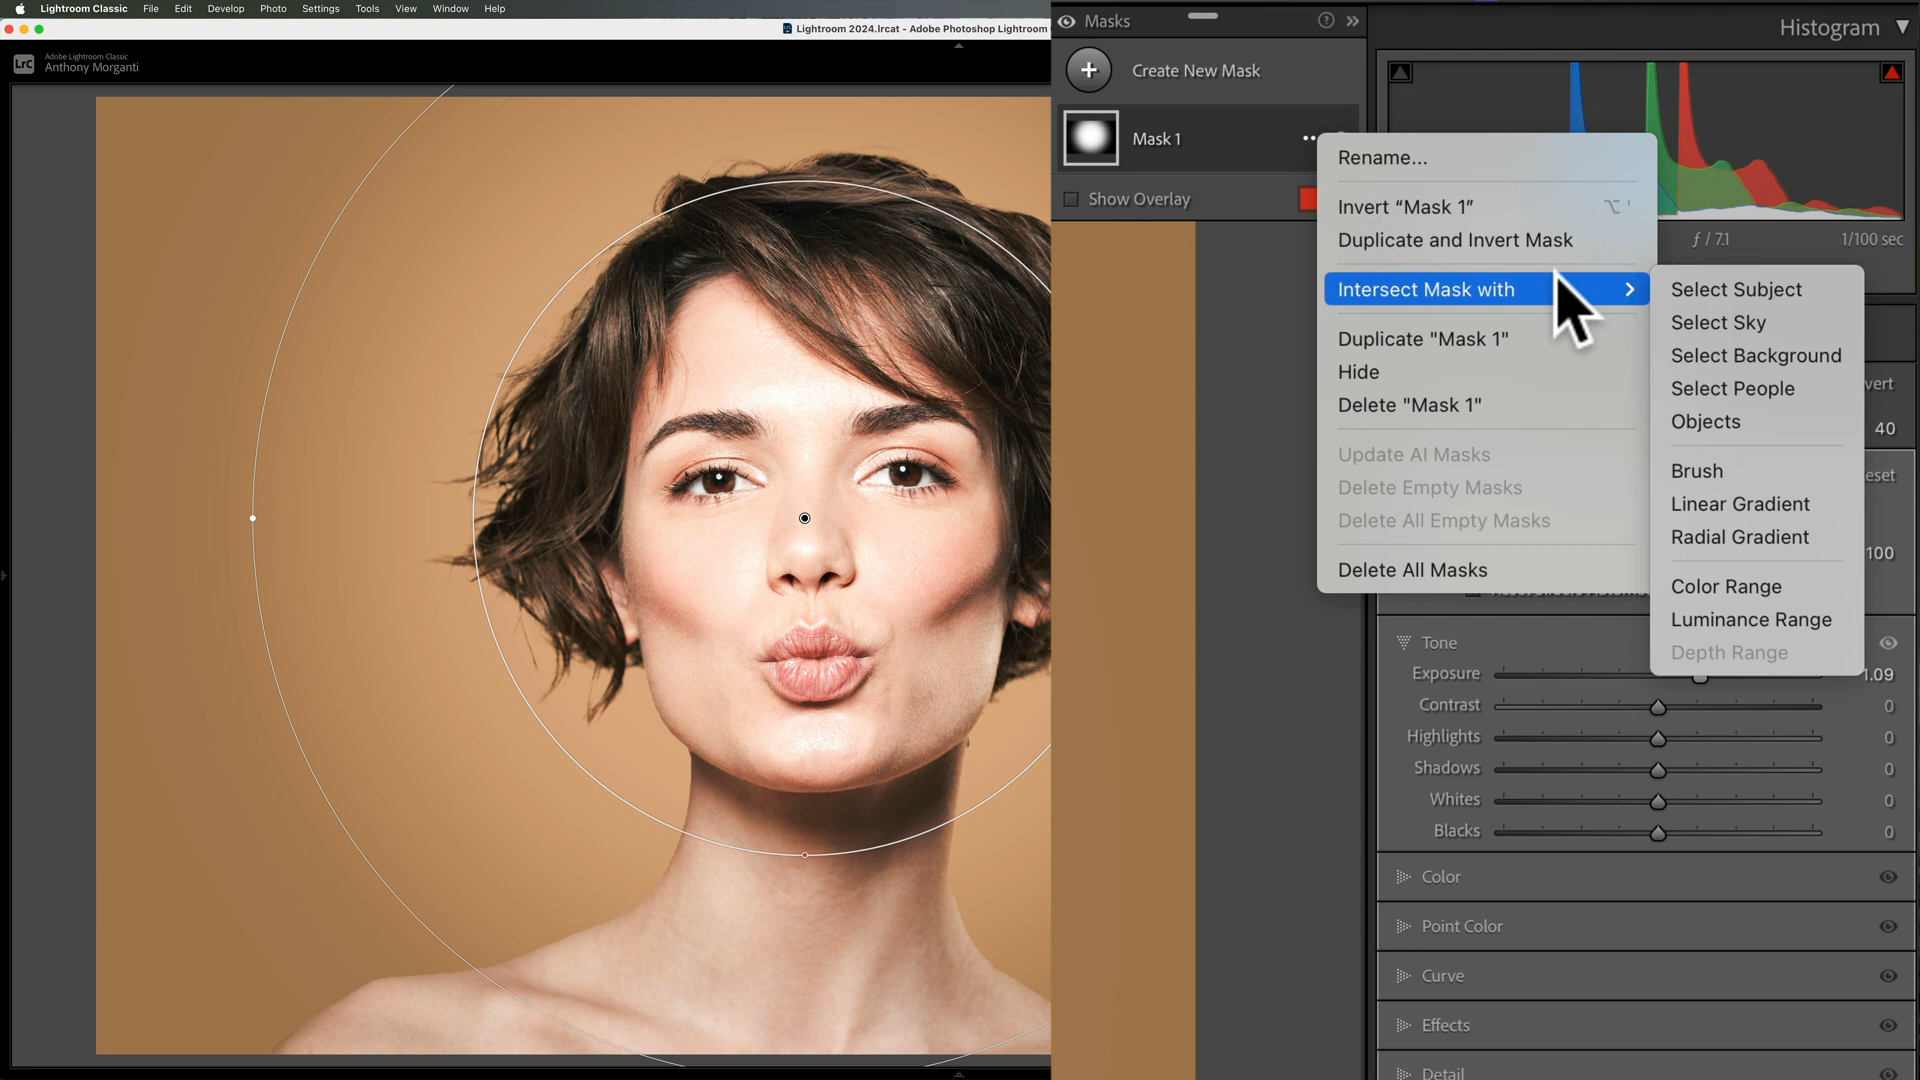 Lightroom Classic File Edit Develop Photo Settings Tools View Window Help
Lightroom 2024.lrcat - Adobe Photoshop Lightroom
LrC
Adobe Lightroom Classic
Anthony Morganti
Masks
Create New Mask
Mask 1
Show Overlay
Rename...
Invert “Mask 1” ⌥ '
Duplicate and Invert Mask
Intersect Mask with
Duplicate "Mask 1"
Hide
Delete "Mask 1"
Update AI Masks
Delete Empty Masks
Delete All Empty Masks
Delete All Masks
Select Subject
Select Sky
Select Background
Select People
Objects
Brush
Linear Gradient
Radial Gradient
Color Range
Luminance Range
Depth Range
Histogram
ƒ / 7.1 1/100 sec
vert
40
eset
100
Tone
Exposure 1.09
Contrast 0
Highlights 0
Shadows 0
Whites 0
Blacks 0
Color
Point Color
Curve
Effects
Detail